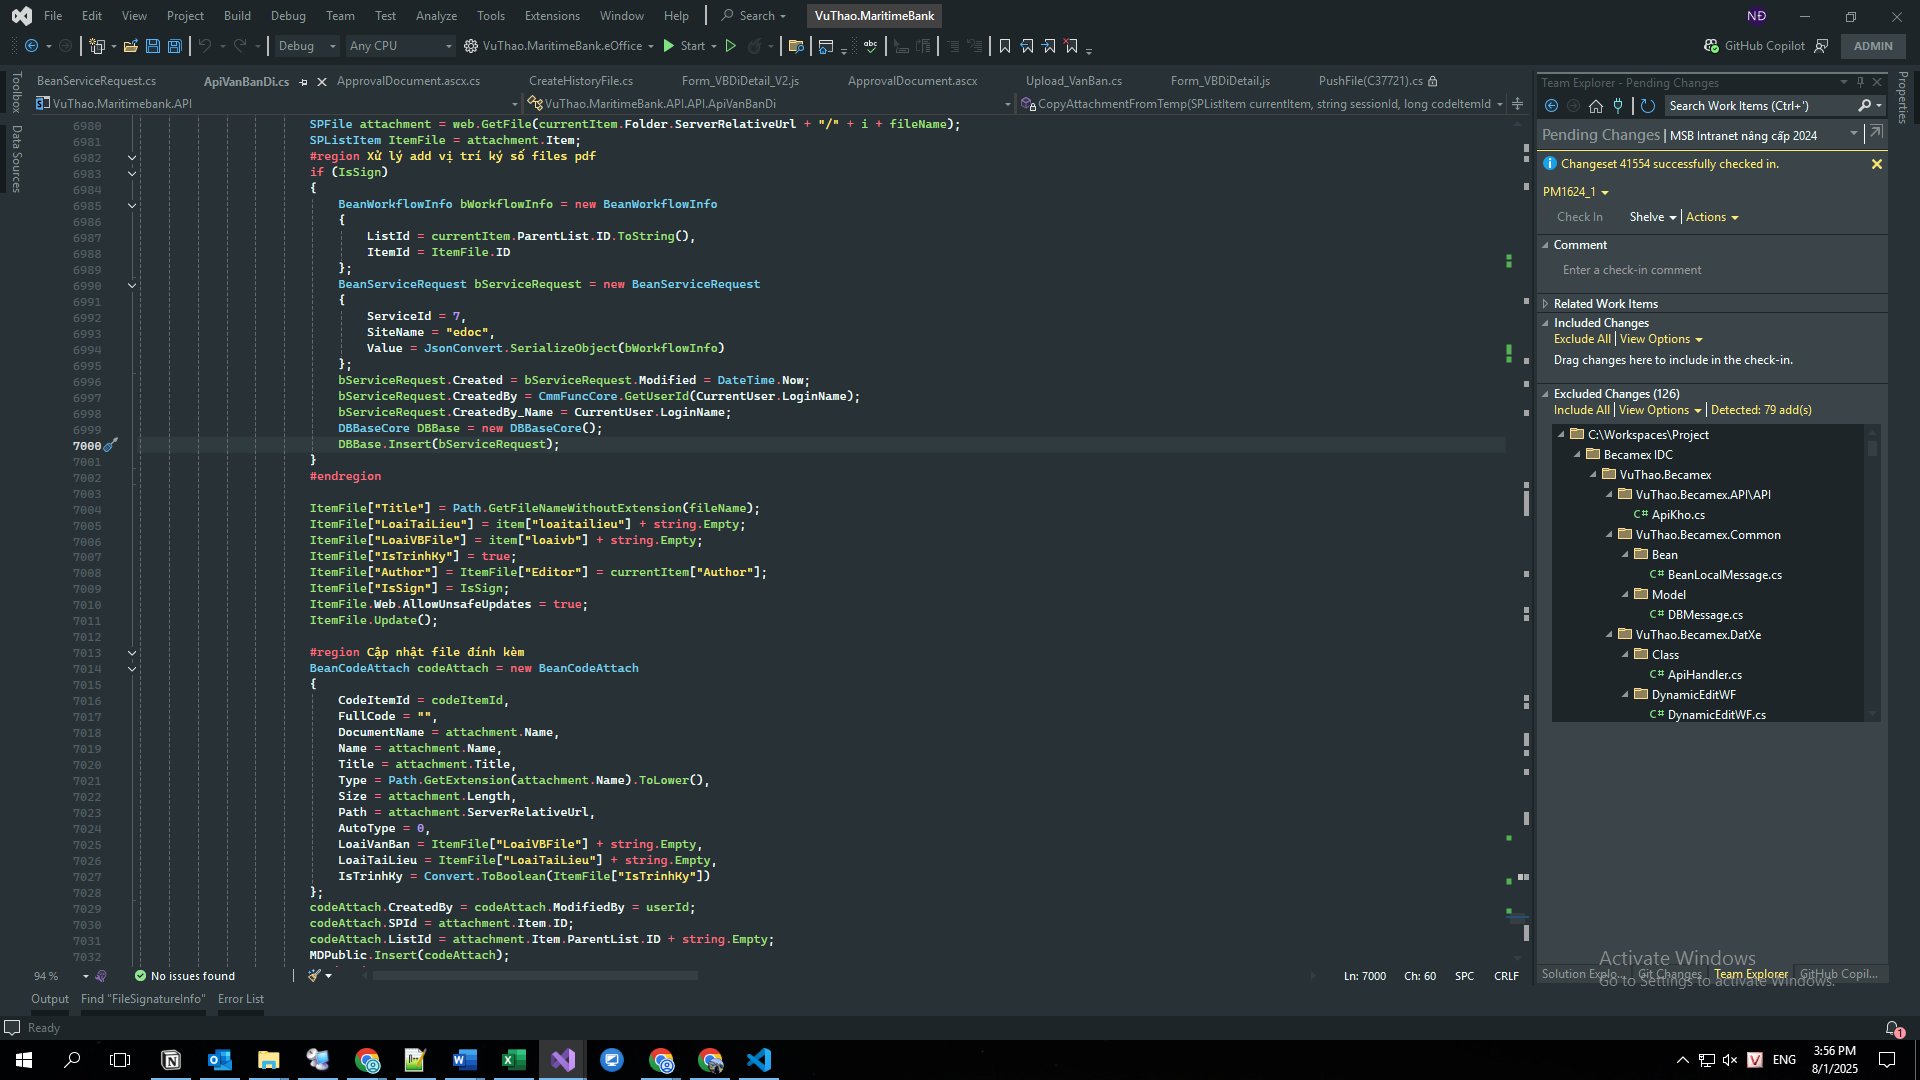 File Edit View Project Build Debug Team Test Analyze Tools Extensions Window Help Search VuThao.MaritimeBank NĐ
Debug Any CPU VuThao.MaritimeBank.eOffice Start GitHub Copilot ADMIN
Toolbox
Data Sources
BeanServiceRequest.cs ApiVanBanDi.cs ApprovalDocument.ascx.cs CreateHistoryFile.cs Form_VBDiDetail_V2.js ApprovalDocument.ascx Upload_VanBan.cs Form_VBDiDetail.js PushFile(C37721).cs
VuThao.Maritimebank.API VuThao.MaritimeBank.API.API.ApiVanBanDi CopyAttachmentFromTemp(SPListItem currentItem, string sessionId, long codeItemId
6980 SPFile attachment = web.GetFile(currentItem.Folder.ServerRelativeUrl + "/" + i + fileName);
6981 SPListItem ItemFile = attachment.Item;
6982 #region Xử lý add vị trí ký số files pdf
6983 if (IsSign)
6984 {
6985 BeanWorkflowInfo bWorkflowInfo = new BeanWorkflowInfo
6986 {
6987 ListId = currentItem.ParentList.ID.ToString(),
6988 ItemId = ItemFile.ID
6989 };
6990 BeanServiceRequest bServiceRequest = new BeanServiceRequest
6991 {
6992 ServiceId = 7,
6993 SiteName = "edoc",
6994 Value = JsonConvert.SerializeObject(bWorkflowInfo)
6995 };
6996 bServiceRequest.Created = bServiceRequest.Modified = DateTime.Now;
6997 bServiceRequest.CreatedBy = CmmFuncCore.GetUserId(CurrentUser.LoginName);
6998 bServiceRequest.CreatedBy_Name = CurrentUser.LoginName;
6999 DBBaseCore DBBase = new DBBaseCore();
7000 DBBase.Insert(bServiceRequest);
7001 }
7002 #endregion
7003
7004 ItemFile["Title"] = Path.GetFileNameWithoutExtension(fileName);
7005 ItemFile["LoaiTaiLieu"] = item["loaitailieu"] + string.Empty;
7006 ItemFile["LoaiVBFile"] = item["loaivb"] + string.Empty;
7007 ItemFile["IsTrinhKy"] = true;
7008 ItemFile["Author"] = ItemFile["Editor"] = currentItem["Author"];
7009 ItemFile["IsSign"] = IsSign;
7010 ItemFile.Web.AllowUnsafeUpdates = true;
7011 ItemFile.Update();
7012
7013 #region Cập nhật file đính kèm
7014 BeanCodeAttach codeAttach = new BeanCodeAttach
7015 {
7016 CodeItemId = codeItemId,
7017 FullCode = "",
7018 DocumentName = attachment.Name,
7019 Name = attachment.Name,
7020 Title = attachment.Title,
7021 Type = Path.GetExtension(attachment.Name).ToLower(),
7022 Size = attachment.Length,
7023 Path = attachment.ServerRelativeUrl,
7024 AutoType = 0,
7025 LoaiVanBan = ItemFile["LoaiVBFile"] + string.Empty,
7026 LoaiTaiLieu = ItemFile["LoaiTaiLieu"] + string.Empty,
7027 IsTrinhKy = Convert.ToBoolean(ItemFile["IsTrinhKy"])
7028 };
7029 codeAttach.CreatedBy = codeAttach.ModifiedBy = userId;
7030 codeAttach.SPId = attachment.Item.ID;
7031 codeAttach.ListId = attachment.Item.ParentList.ID + string.Empty;
7032 MDPublic.Insert(codeAttach);
94 % No issues found Ln: 7000 Ch: 60 SPC CRLF
Output Find "FileSignatureInfo" Error List
Ready
Team Explorer - Pending Changes
Search Work Items (Ctrl+')
Pending Changes | MSB Intranet nâng cấp 2024
Changeset 41554 successfully checked in.
PM1624_1
Check In Shelve Actions
Comment
Enter a check-in comment
Related Work Items
Included Changes
Exclude All View Options
Drag changes here to include in the check-in.
Excluded Changes (126)
Include All View Options Detected: 79 add(s)
C:\Workspaces\Project
Becamex IDC
VuThao.Becamex
VuThao.Becamex.API\API
C# ApiKho.cs
VuThao.Becamex.Common
Bean
C# BeanLocalMessage.cs
Model
C# DBMessage.cs
VuThao.Becamex.DatXe
Class
C# ApiHandler.cs
DynamicEditWF
C# DynamicEditWF.cs
Solution Explo... Git Changes Team Explorer GitHub Copil...
Activate Windows
Go to Settings to activate Windows.
Properties
1
ENG
3:56 PM
8/1/2025